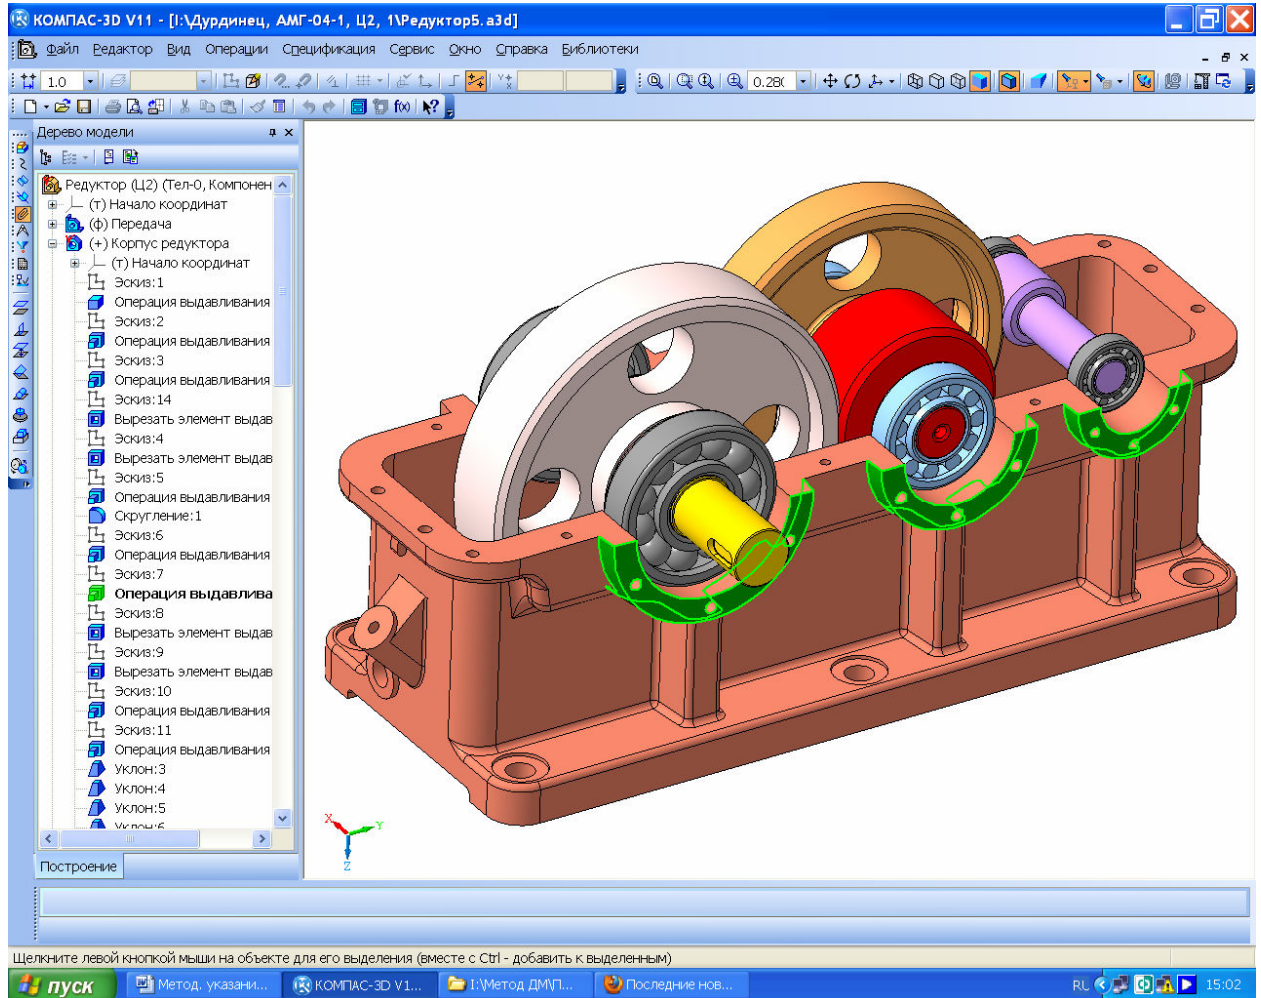 КОМПАС-3D V11 - [I:\Дурдинец, АМГ-04-1, Ц2, 1\Редуктор5.a3d]
Файл Редактор Вид Операции Спецификация Сервис Окно Справка Библиотеки
1.0 0.28(
f(x)
Дерево модели
Редуктор (Ц2) (Тел-0, Компонен
(т) Начало координат
(ф) Передача
(+) Корпус редуктора
(т) Начало координат
Эскиз:1
Операция выдавливания
Эскиз:2
Операция выдавливания
Эскиз:3
Операция выдавливания
Эскиз:14
Вырезать элемент выдав
Эскиз:4
Вырезать элемент выдав
Эскиз:5
Операция выдавливания
Скругление:1
Эскиз:6
Операция выдавливания
Эскиз:7
Операция выдавлива
Эскиз:8
Вырезать элемент выдав
Эскиз:9
Вырезать элемент выдав
Эскиз:10
Операция выдавливания
Эскиз:11
Операция выдавливания
Уклон:3
Уклон:4
Уклон:5
Уклон:6
X Y
Z
Построение
Щелкните левой кнопкой мыши на объекте для его выделения (вместе с Ctrl - добавить к выделенным)
пуск Метод. указани... КОМПАС-3D V1... I:\Метод ДМ\П... Последние нов... RU 15:02